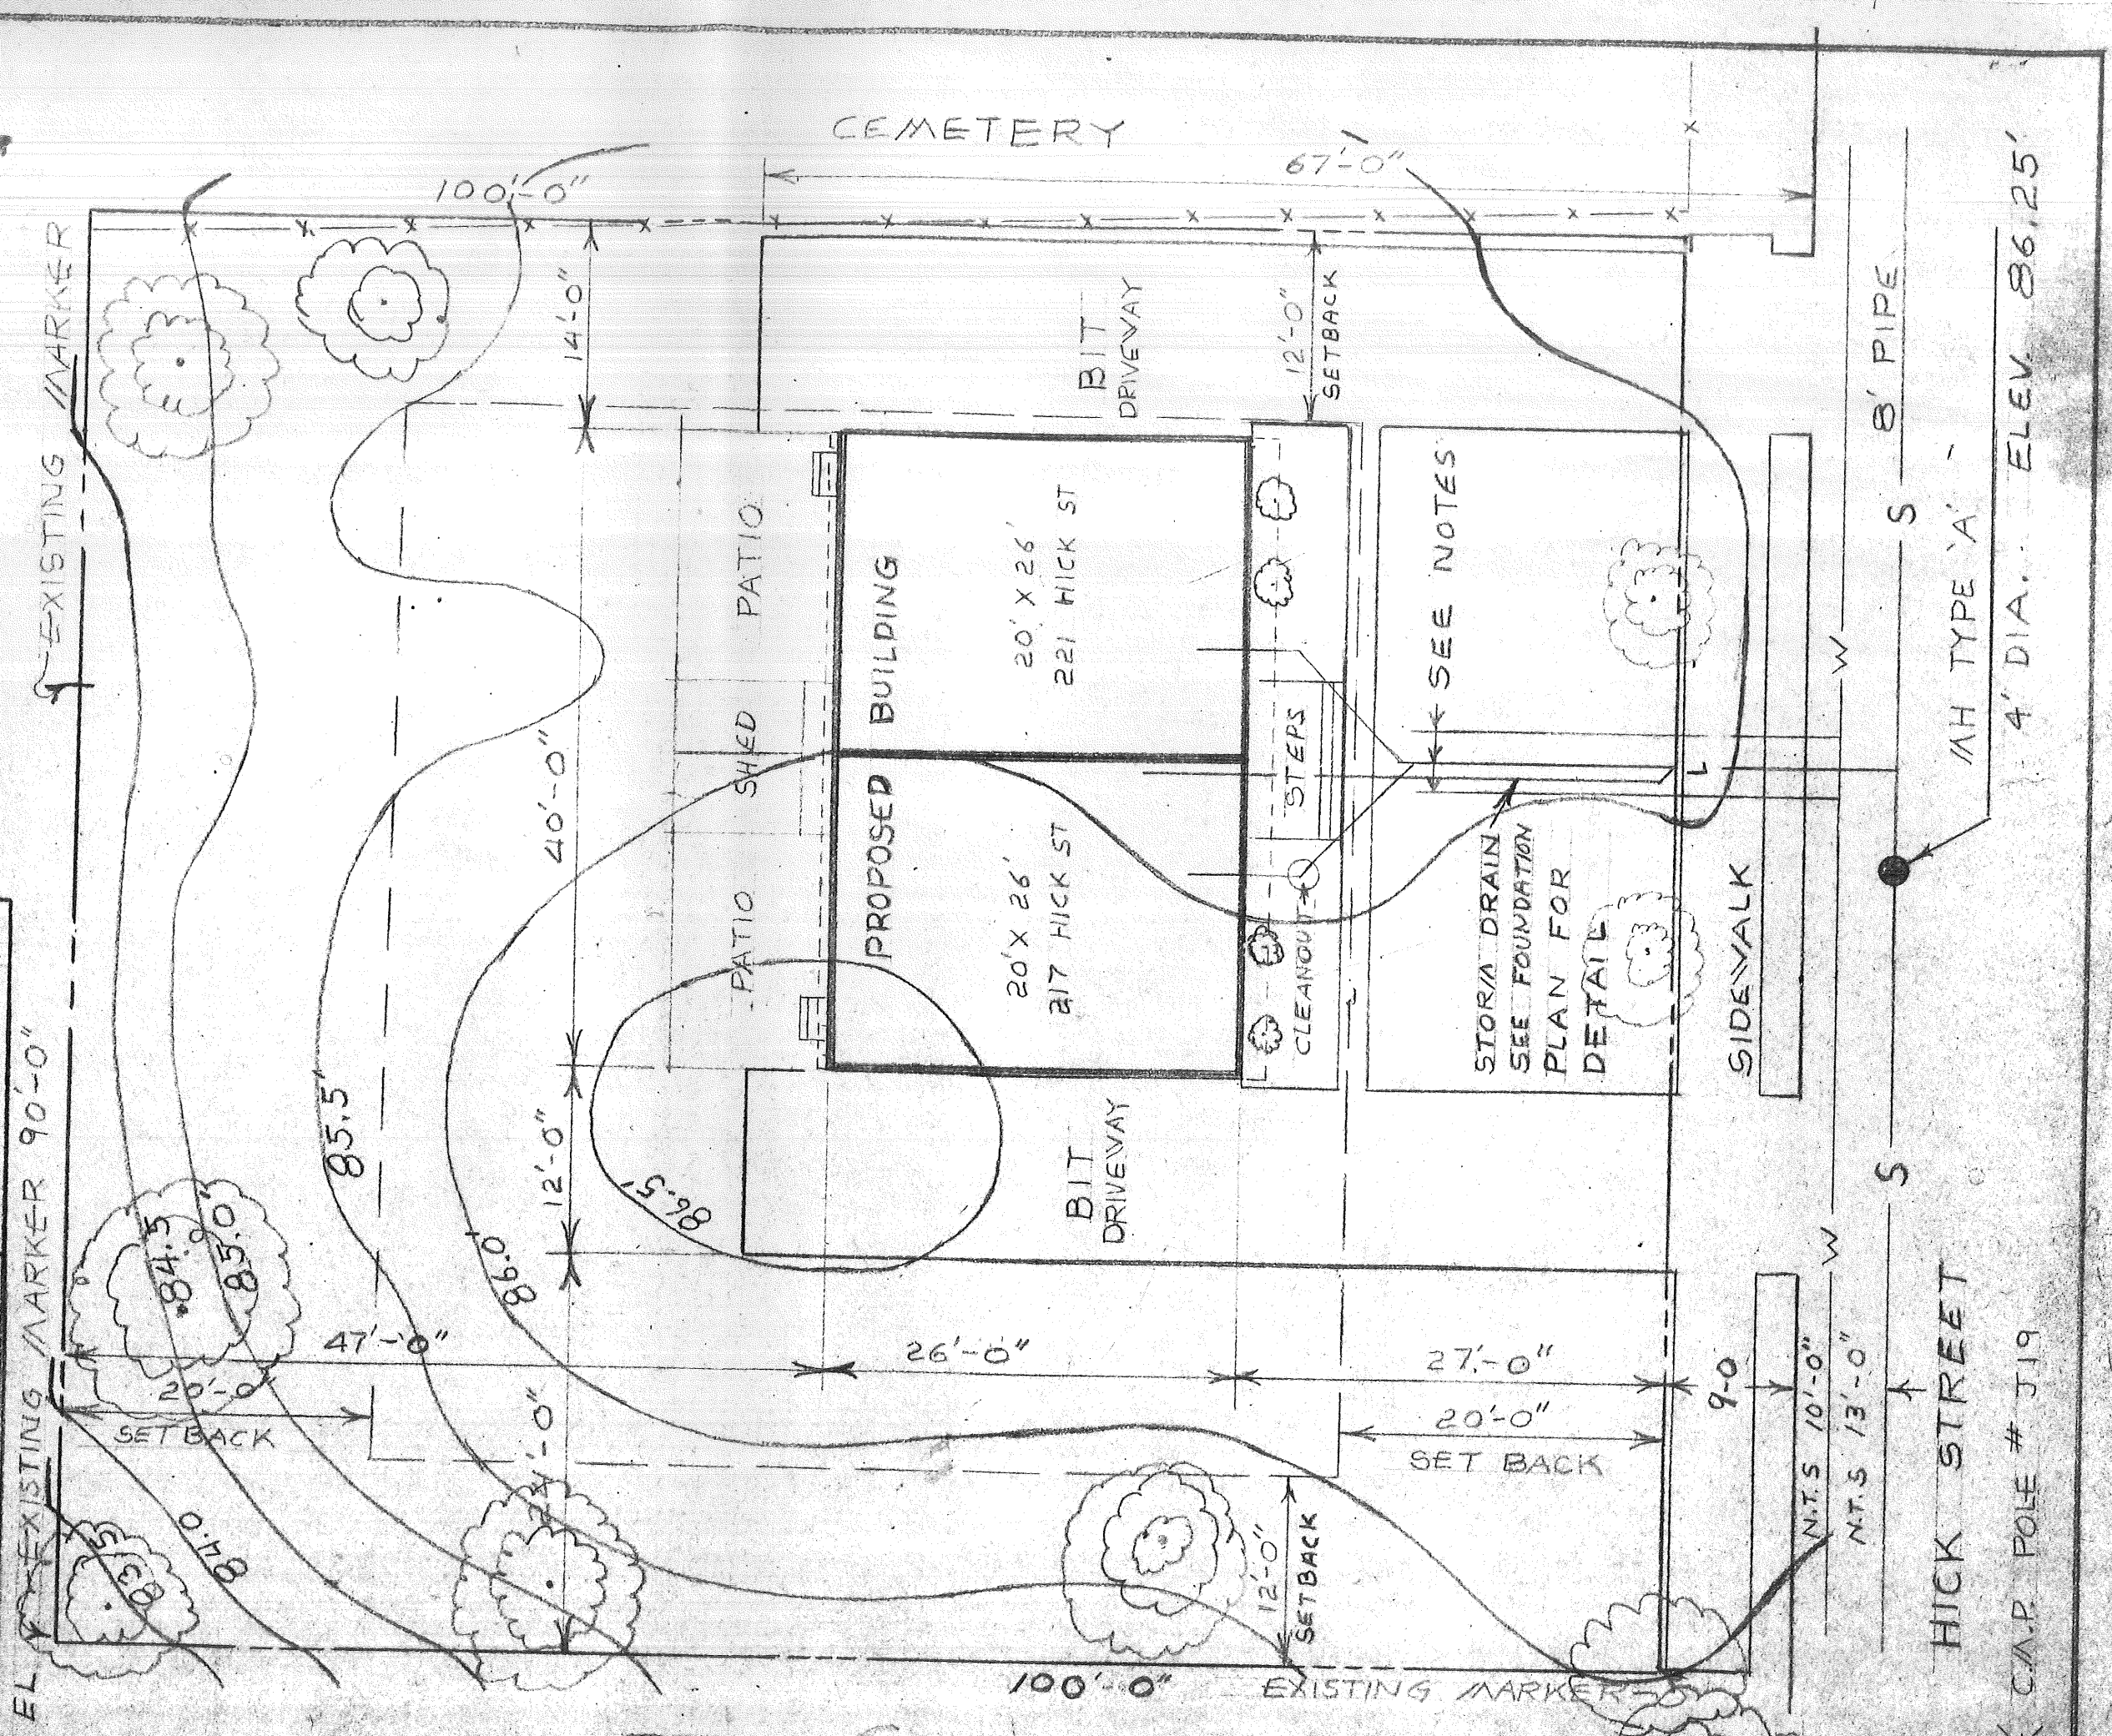 CEMETERY
67'-0"
100'-0"
EXISTING MARKER
14'-0"
BIT
DRIVEWAY
12'-0"
SETBACK
8' PIPE
MH TYPE 'A' -
4' DIA... ELEV. 86.25'
S
W
SEE NOTES
PATIO
SHED
PATIO
BUILDING
PROPOSED
20' X 26'
221 HICK ST
20' X 26'
217 HICK ST
STEPS
CLEANOUT
40'-0"
STORM DRAIN
SEE FOUNDATION
PLAN FOR
DETAIL
L
SIDEWALK
12'-0"
BIT
DRIVEWAY
85.5'
86.5'
86.0'
84.5
85.0'
84.0
83.5
EXISTING MARKER 90'-0"
EL
47'-0"
26'-0"
27'-0"
9-0
20'-0"
SETBACK
20'-0"
SET BACK
24'-0"
12'-0"
SETBACK
N.T.S 10'-0"
N.T.S 13'-0"
S
W
HICK STREET
C.M.P. POLE # J19
100'-0"
EXISTING MARKER